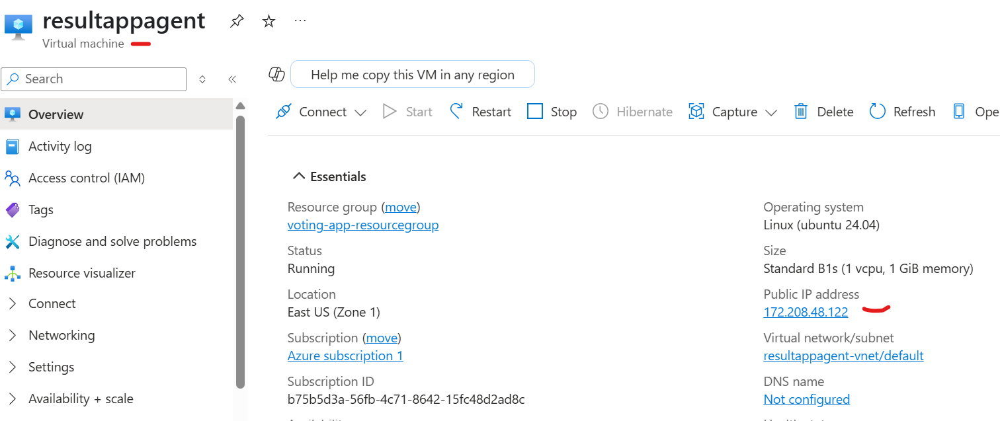 resultappagent
Virtual machine
Search
Help me copy this VM in any region
Connect Start Restart Stop Hibernate Capture Delete Refresh Ope
Overview
Activity log
Access control (IAM)
Tags
Diagnose and solve problems
Resource visualizer
Connect
Networking
Settings
Availability + scale
Essentials
Resource group (move)
voting-app-resourcegroup
Status
Running
Location
East US (Zone 1)
Subscription (move)
Azure subscription 1
Subscription ID
b75b5d3a-56fb-4c71-8642-15fc48d2ad8c
Operating system
Linux (ubuntu 24.04)
Size
Standard B1s (1 vcpu, 1 GiB memory)
Public IP address
172.208.48.122
Virtual network/subnet
resultappagent-vnet/default
DNS name
Not configured